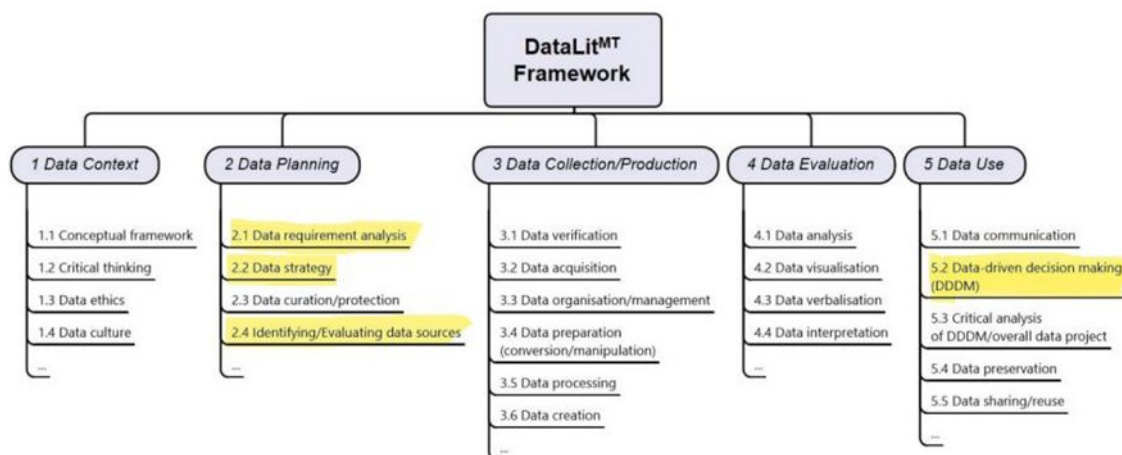 DataLitMT
Framework
1 Data Context
1.1 Conceptual framework
1.2 Critical thinking
1.3 Data ethics
1.4 Data culture
...
2 Data Planning
2.1 Data requirement analysis
2.2 Data strategy
2.3 Data curation/protection
2.4 Identifying/Evaluating data sources
...
3 Data Collection/Production
3.1 Data verification
3.2 Data acquisition
3.3 Data organisation/management
3.4 Data preparation
(conversion/manipulation)
3.5 Data processing
3.6 Data creation
...
4 Data Evaluation
4.1 Data analysis
4.2 Data visualisation
4.3 Data verbalisation
4.4 Data interpretation
...
5 Data Use
5.1 Data communication
5.2 Data-driven decision making
(DDDM)
5.3 Critical analysis
of DDDM/overall data project
5.4 Data preservation
5.5 Data sharing/reuse
...